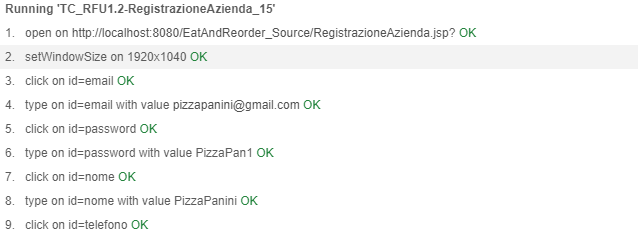 Running 'TC_RFU1.2-RegistrazioneAzienda_15'
1. open on http://localhost:8080/EatAndReorder_Source/RegistrazioneAzienda.jsp? OK
2. setWindowSize on 1920x1040 OK
3. click on id=email OK
4. type on id=email with value pizzapanini@gmail.com OK
5. click on id=password OK
6. type on id=password with value PizzaPan1 OK
7. click on id=nome OK
8. type on id=nome with value PizzaPanini OK
9. click on id=telefono OK